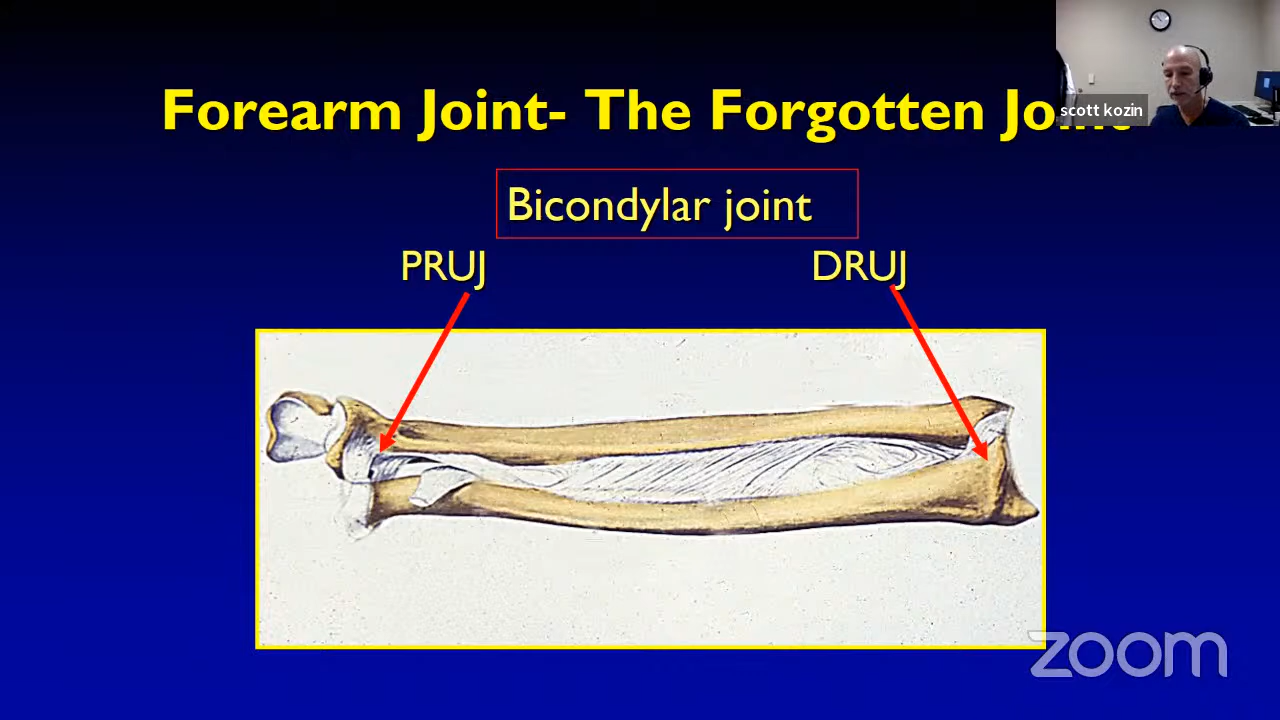 Forearm Joint- The Forgotten Joint
scott kozin
Bicondylar joint
PRUJ
DRUJ
zoom